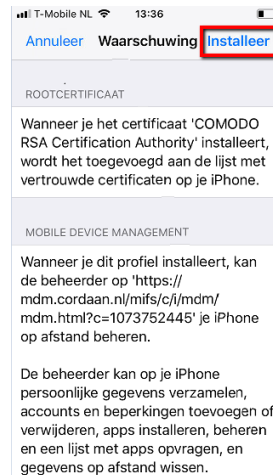 T-Mobile NL 13:36
Annuleer Waarschuwing Installeer
ROOTCERTIFICAAT
Wanneer je het certificaat 'COMODO
RSA Certification Authority' installeert,
wordt het toegevoegd aan de lijst met
vertrouwde certificaten op je iPhone.
MOBILE DEVICE MANAGEMENT
Wanneer je dit profiel installeert, kan
de beheerder op 'https://
mdm.cordaan.nl/mifs/c/i/mdm/
mdm.html?c=1073752445' je iPhone
op afstand beheren.
De beheerder kan op je iPhone
persoonlijke gegevens verzamelen,
accounts en beperkingen toevoegen of
verwijderen, apps installeren, beheren
en een lijst met apps opvragen, en
gegevens op afstand wissen.